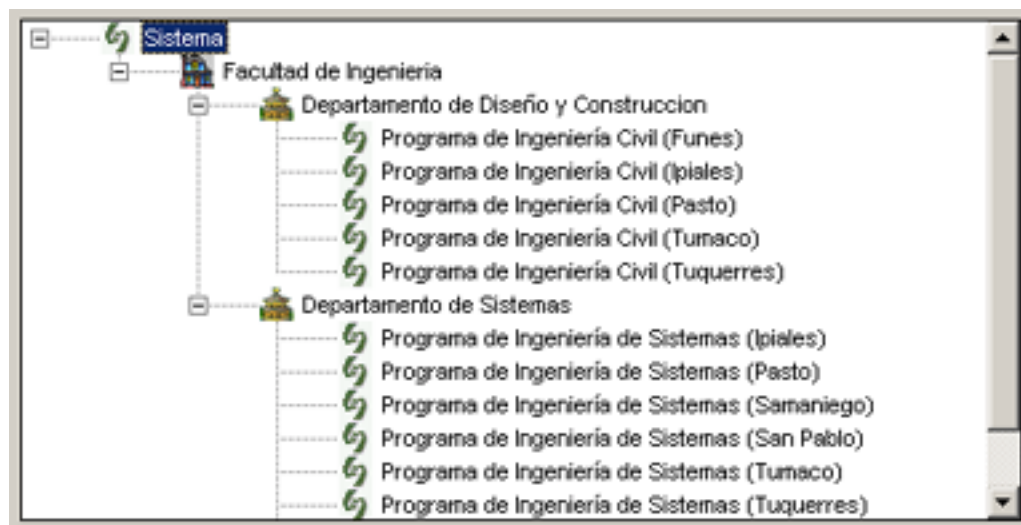 Sistema
Facultad de Ingenieria
Departamento de Diseño y Construccion
Programa de Ingeniería Civil (Funes)
Programa de Ingeniería Civil (Ipiales)
Programa de Ingeniería Civil (Pasto)
Programa de Ingeniería Civil (Tumaco)
Programa de Ingeniería Civil (Tuquerres)
Departamento de Sistemas
Programa de Ingeniería de Sistemas (Ipiales)
Programa de Ingeniería de Sistemas (Pasto)
Programa de Ingeniería de Sistemas (Samaniego)
Programa de Ingeniería de Sistemas (San Pablo)
Programa de Ingeniería de Sistemas (Tumaco)
Programa de Ingeniería de Sistemas (Tuquerres)